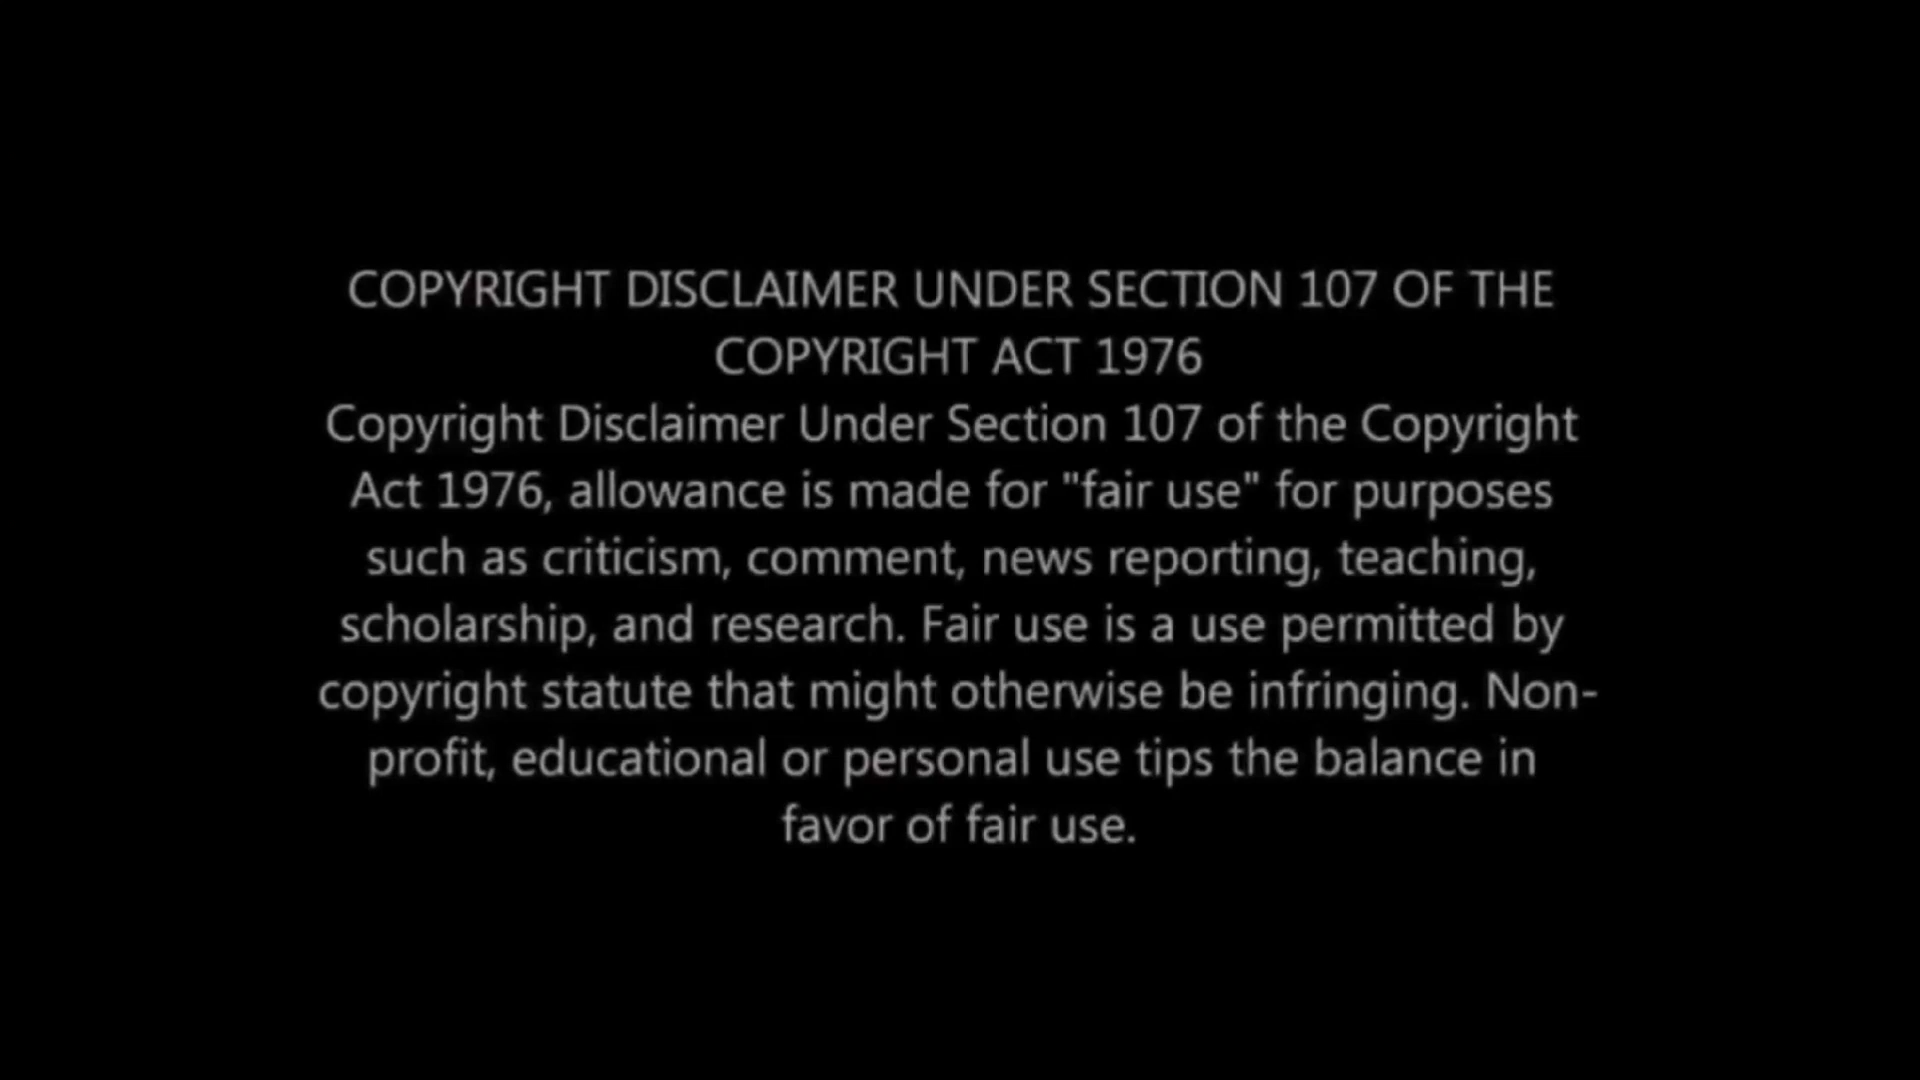 COPYRIGHT DISCLAIMER UNDER SECTION 107 OF THE
COPYRIGHT ACT 1976
Copyright Disclaimer Under Section 107 of the Copyright
Act 1976, allowance is made for "fair use" for purposes
such as criticism, comment, news reporting, teaching,
scholarship, and research. Fair use is a use permitted by
copyright statute that might otherwise be infringing. Non-
profit, educational or personal use tips the balance in
favor of fair use.